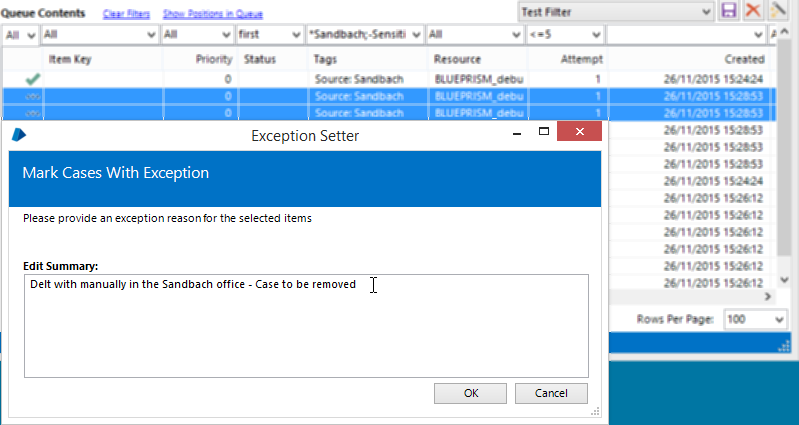 Queue Contents Clear Filters Show Positions in Queue Test Filter
All All All first *Sandbach;-Sensiti All <=5
Item Key Priority Status Tags Resource Attempt Created
0 Source: Sandbach BLUEPRISM_debu 1 26/11/2015 15:24:24
0 Source: Sandbach BLUEPRISM_debu 1 26/11/2015 15:28:53
0 Source: Sandbach BLUEPRISM_debu 1 26/11/2015 15:28:53
26/11/2015 15:28:53
26/11/2015 15:28:53
26/11/2015 15:28:53
26/11/2015 15:24:24
26/11/2015 15:26:12
26/11/2015 15:26:12
26/11/2015 15:26:12
26/11/2015 15:26:12
26/11/2015 15:26:12
26/11/2015 15:26:12
Rows Per Page: 100
Exception Setter
Mark Cases With Exception
Please provide an exception reason for the selected items
Edit Summary:
Delt with manually in the Sandbach office - Case to be removed
OK Cancel